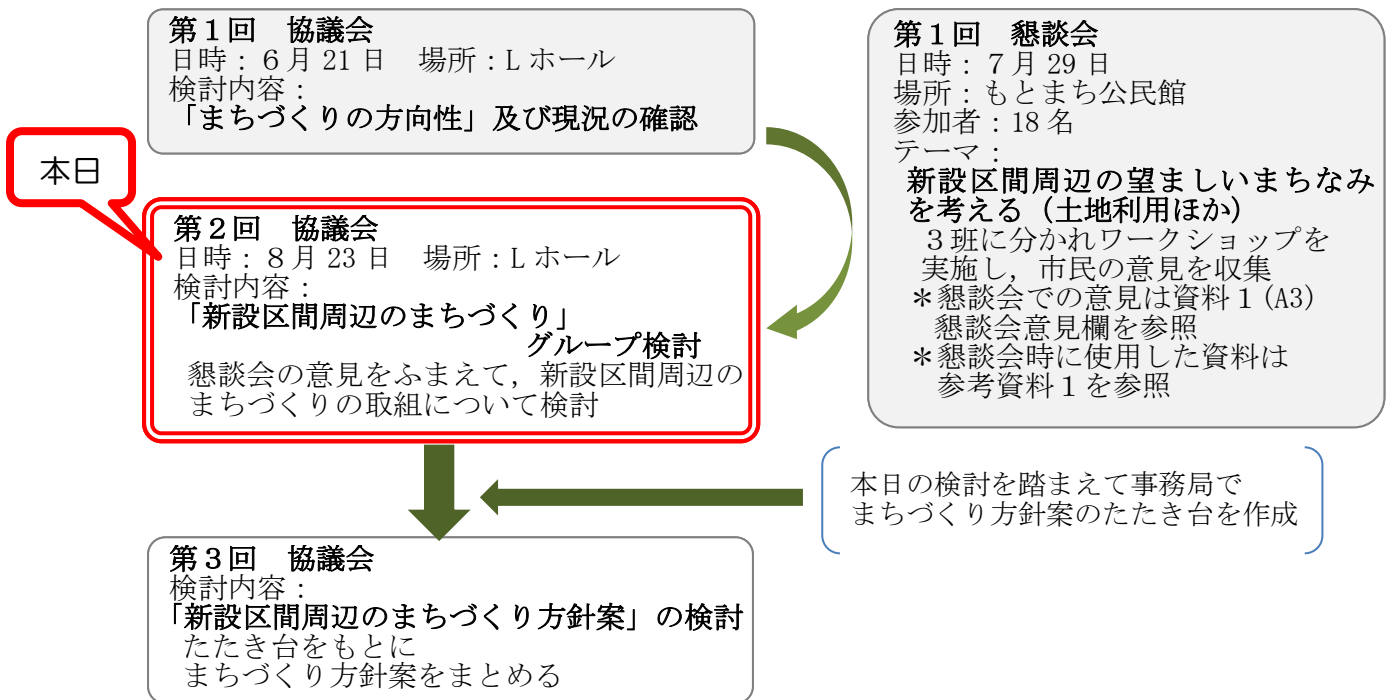 第１回　協議会
日時：６月 21 日　場所：L ホール
検討内容：
「まちづくりの方向性」及び現況の確認
本日
第２回　協議会
日時：８月 23 日　場所：L ホール
検討内容：
「新設区間周辺のまちづくり」
グループ検討
懇談会の意見をふまえて，新設区間周辺の
まちづくりの取組について検討
第１回　懇談会
日時：７月 29 日
場所：もとまち公民館
参加者：18 名
テーマ：
新設区間周辺の望ましいまちなみ
を考える（土地利用ほか）
３班に分かれワークショップを
実施し，市民の意見を収集
＊懇談会での意見は資料１(A3)
懇談会意見欄を参照
＊懇談会時に使用した資料は
参考資料１を参照
本日の検討を踏まえて事務局で
まちづくり方針案のたたき台を作成
第３回　協議会
検討内容：
「新設区間周辺のまちづくり方針案」の検討
たたき台をもとに
まちづくり方針案をまとめる